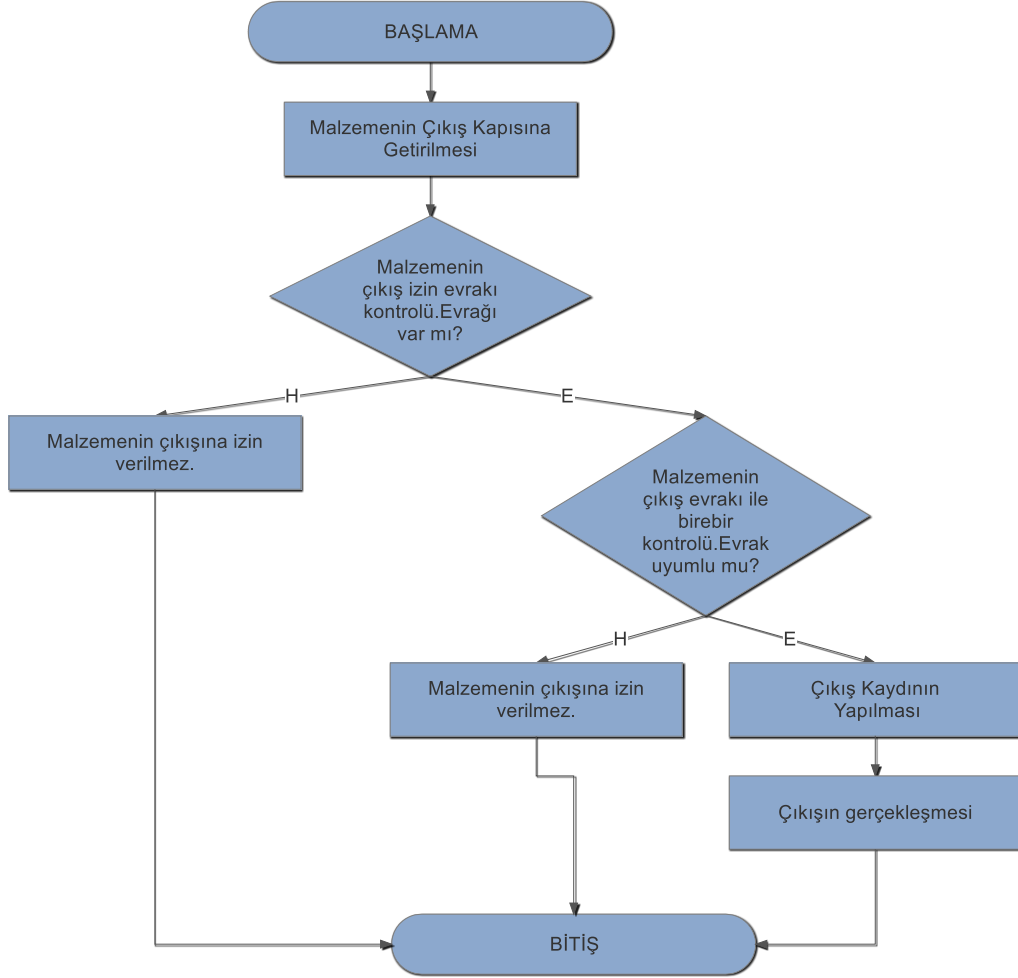 BAŞLAMA
Malzemenin Çıkış Kapısına
Getirilmesi
Malzemenin
çıkış izin evrakı
kontrolü.Evrağı
var mı?
H
E
Malzemenin çıkışına izin
verilmez.
Malzemenin
çıkış evrakı ile
birebir
kontrolü.Evrak
uyumlu mu?
H
E
Malzemenin çıkışına izin
verilmez.
Çıkış Kaydının
Yapılması
Çıkışın gerçekleşmesi
BİTİŞ